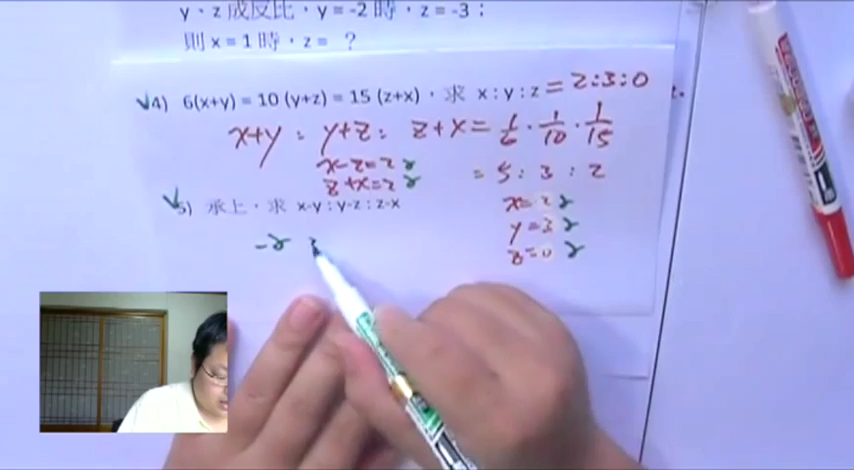 y、z 成反比，y = -2 時，z = -3；
則 x = 1 時，z = ？
✓4) 6(x+y) = 10 (y+z) = 15 (z+x)，求 x : y : z = 2:3:0
x+y : y+z : z+x = 1/6 : 1/10 : 1/15
x-z=2r
z+x=2r
= 5 : 3 : 2
✓5) 承上，求 x-y : y-z : z-x
x=2r
y=3r
z=0r
-r :